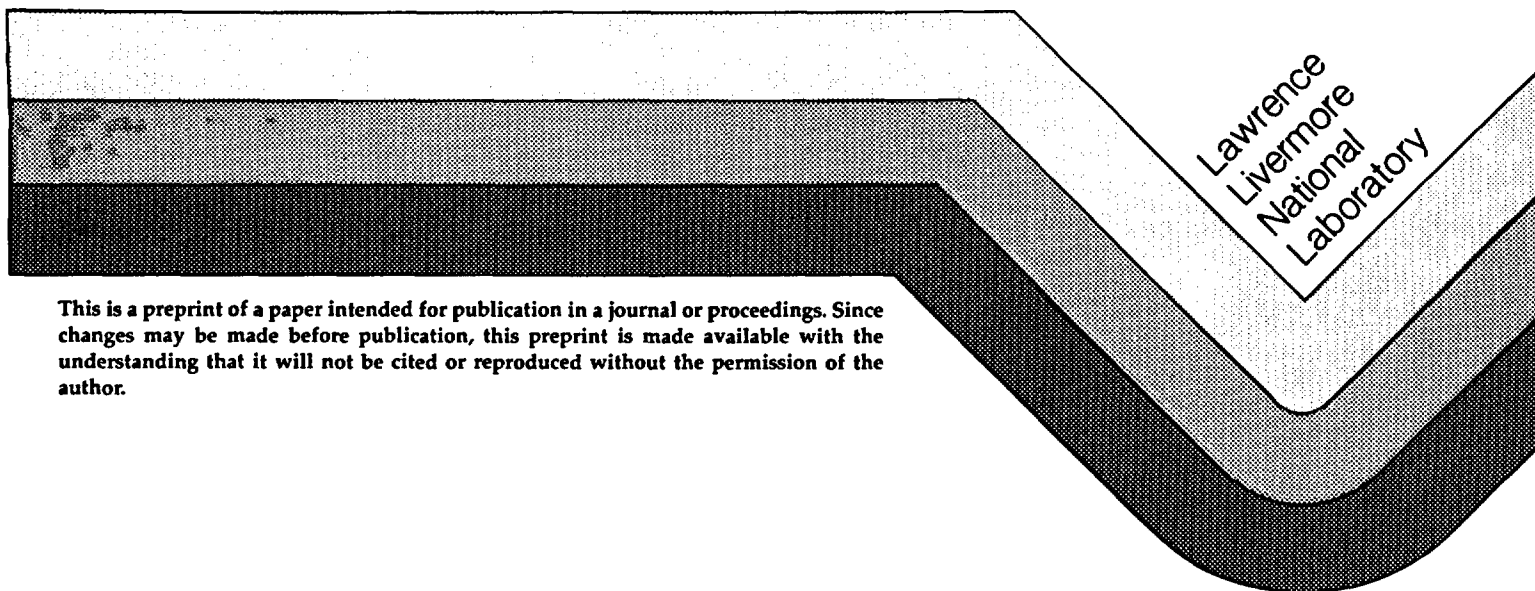 Lawrence
Livermore
National
Laboratory
This is a preprint of a paper intended for publication in a journal or proceedings. Since
changes may be made before publication, this preprint is made available with the
understanding that it will not be cited or reproduced without the permission of the
author.